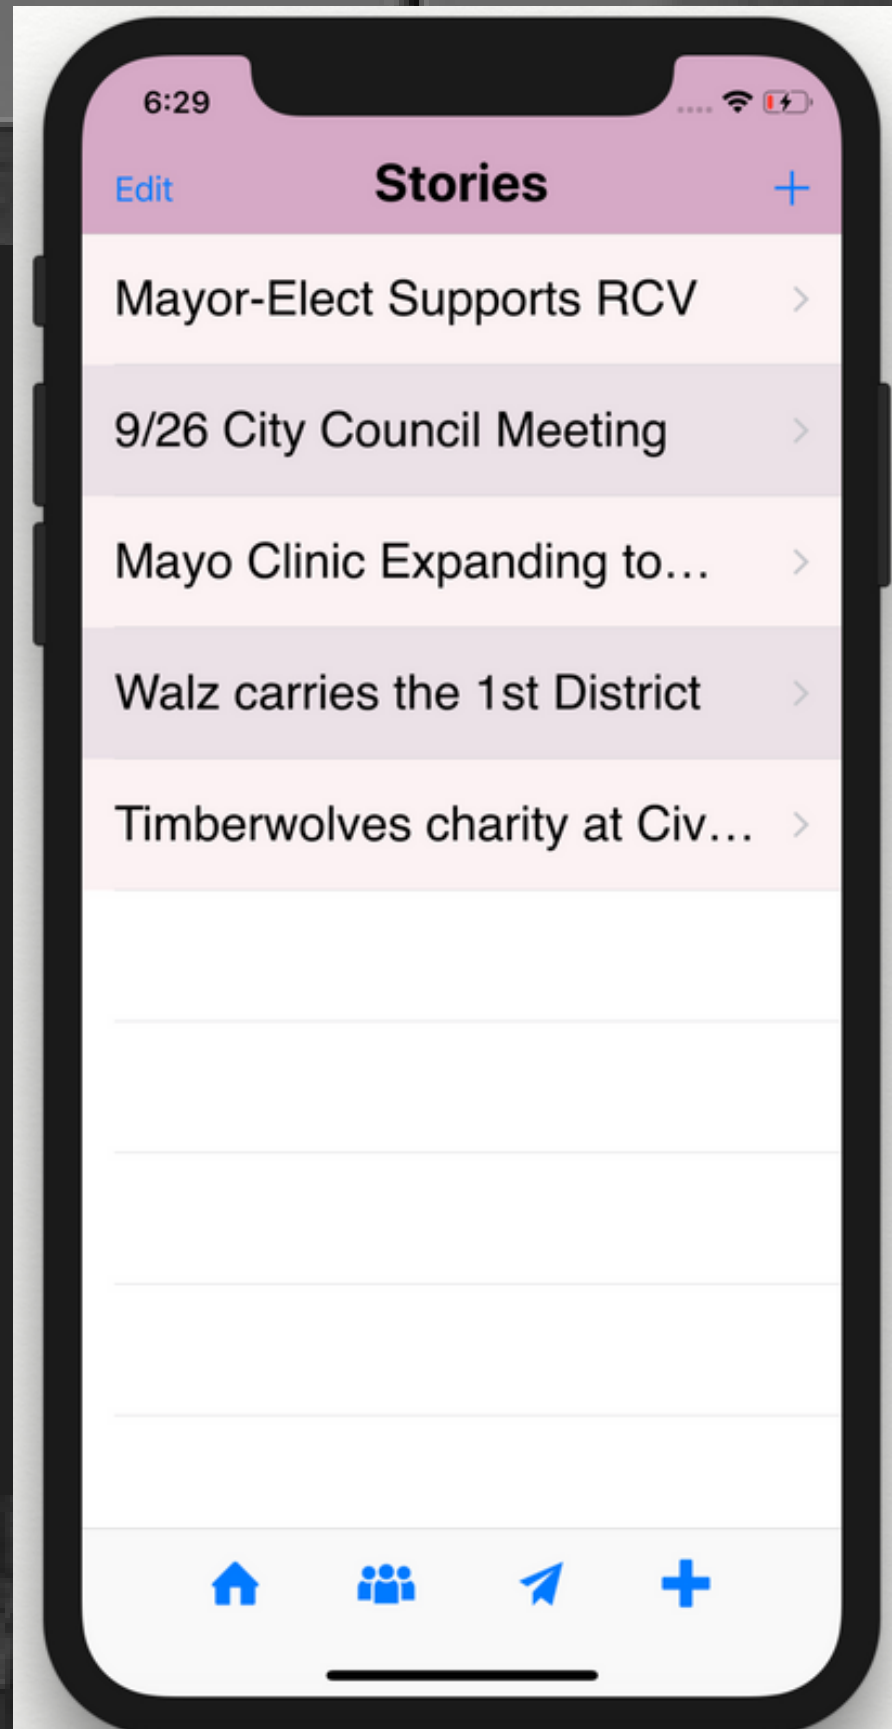 6:29
Edit
Stories
Mayor-Elect Supports RCV
9/26 City Council Meeting
Mayo Clinic Expanding to…
Walz carries the 1st District
Timberwolves charity at Civ…